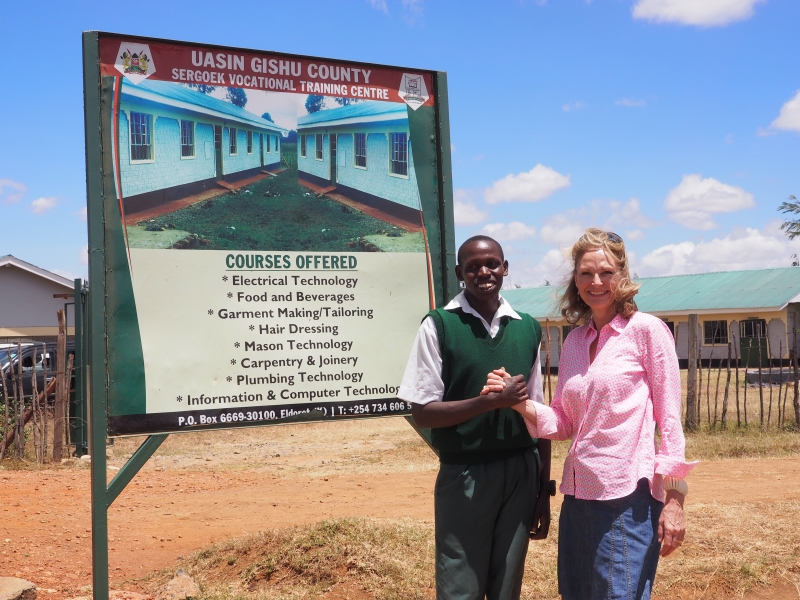 UASIN GISHU COUNTY
SERGOEK VOCATIONAL TRAINING CENTRE
COURSES OFFERED
* Electrical Technology
* Food and Beverages
* Garment Making/Tailoring
* Hair Dressing
* Mason Technology
* Carpentry & Joinery
* Plumbing Technology
* Information & Computer Technolog
P.O. Box 6669-30100, Eldoret (K) | T: +254 734 606